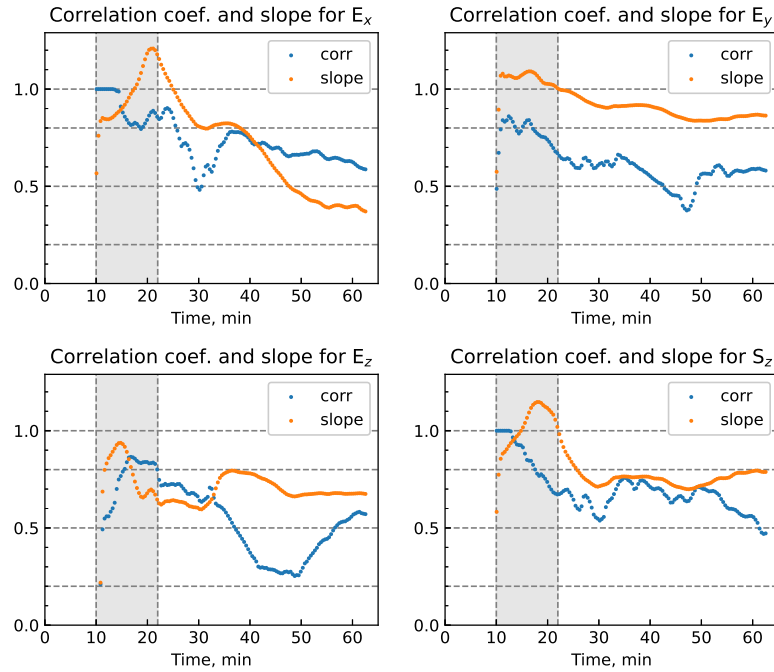 Correlation coef. and slope for E_x
corr
slope
1.0
0.5
0.0
0 10 20 30 40 50 60
Time, min
Correlation coef. and slope for E_y
corr
slope
1.0
0.5
0.0
0 10 20 30 40 50 60
Time, min
Correlation coef. and slope for E_z
corr
slope
1.0
0.5
0.0
0 10 20 30 40 50 60
Time, min
Correlation coef. and slope for S_z
corr
slope
1.0
0.5
0.0
0 10 20 30 40 50 60
Time, min